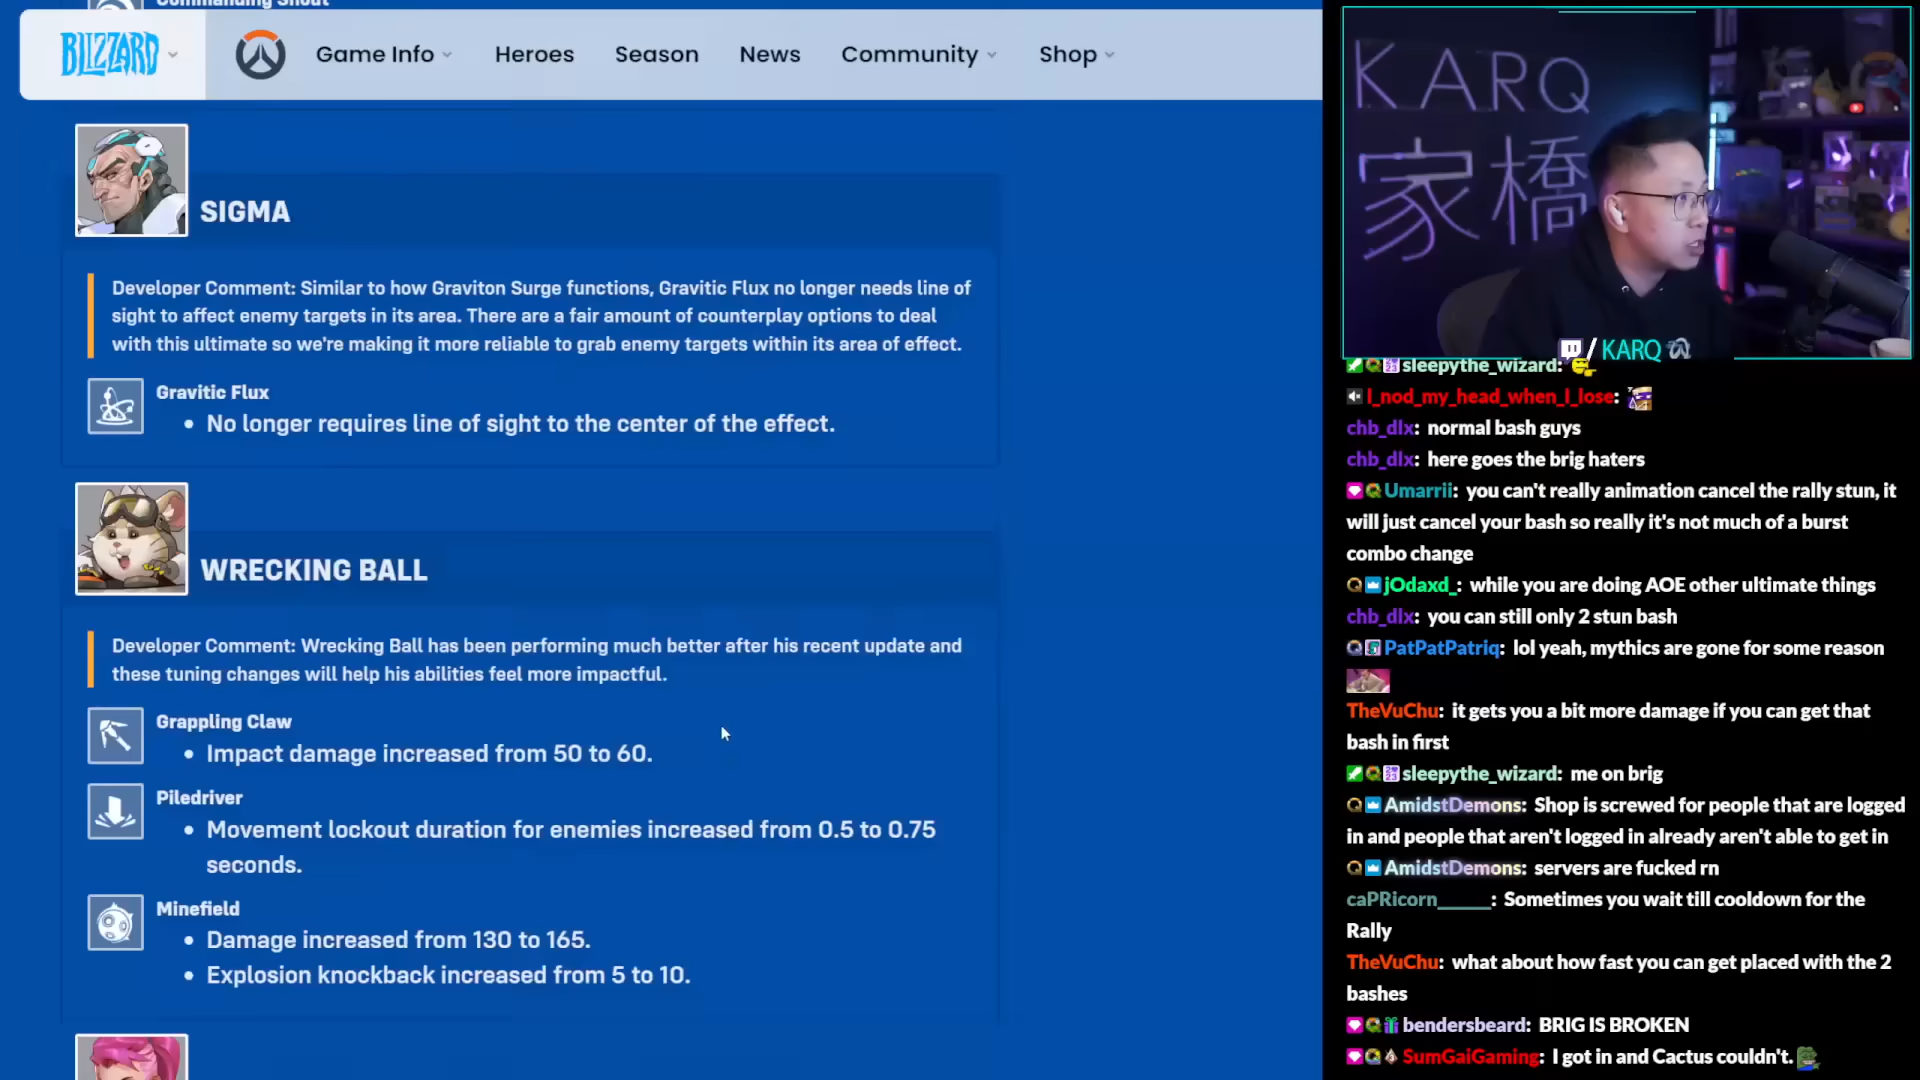 Commanding Shout
BLIZZARD
Game Info
Heroes
Season
News
Community
Shop
SIGMA
Developer Comment: Similar to how Graviton Surge functions, Gravitic Flux no longer needs line of
sight to affect enemy targets in its area. There are a fair amount of counterplay options to deal
with this ultimate so we're making it more reliable to grab enemy targets within its area of effect.
Gravitic Flux
• No longer requires line of sight to the center of the effect.
WRECKING BALL
Developer Comment: Wrecking Ball has been performing much better after his recent update and
these tuning changes will help his abilities feel more impactful.
Grappling Claw
• Impact damage increased from 50 to 60.
Piledriver
• Movement lockout duration for enemies increased from 0.5 to 0.75
seconds.
Minefield
• Damage increased from 130 to 165.
• Explosion knockback increased from 5 to 10.
KARQ
家橋
/ KARQ
sleepythe_wizard:
I_nod_my_head_when_I_lose:
chb_dlx: normal bash guys
chb_dlx: here goes the brig haters
Umarrii: you can't really animation cancel the rally stun, it
will just cancel your bash so really it's not much of a burst
combo change
jOdaxd_: while you are doing AOE other ultimate things
chb_dlx: you can still only 2 stun bash
PatPatPatriq: lol yeah, mythics are gone for some reason
TheVuChu: it gets you a bit more damage if you can get that
bash in first
sleepythe_wizard: me on brig
AmidstDemons: Shop is screwed for people that are logged
in and people that aren't logged in already aren't able to get in
AmidstDemons: servers are fucked rn
caPRicorn_____: Sometimes you wait till cooldown for the
Rally
TheVuChu: what about how fast you can get placed with the 2
bashes
bendersbeard: BRIG IS BROKEN
SumGaiGaming: I got in and Cactus couldn't.